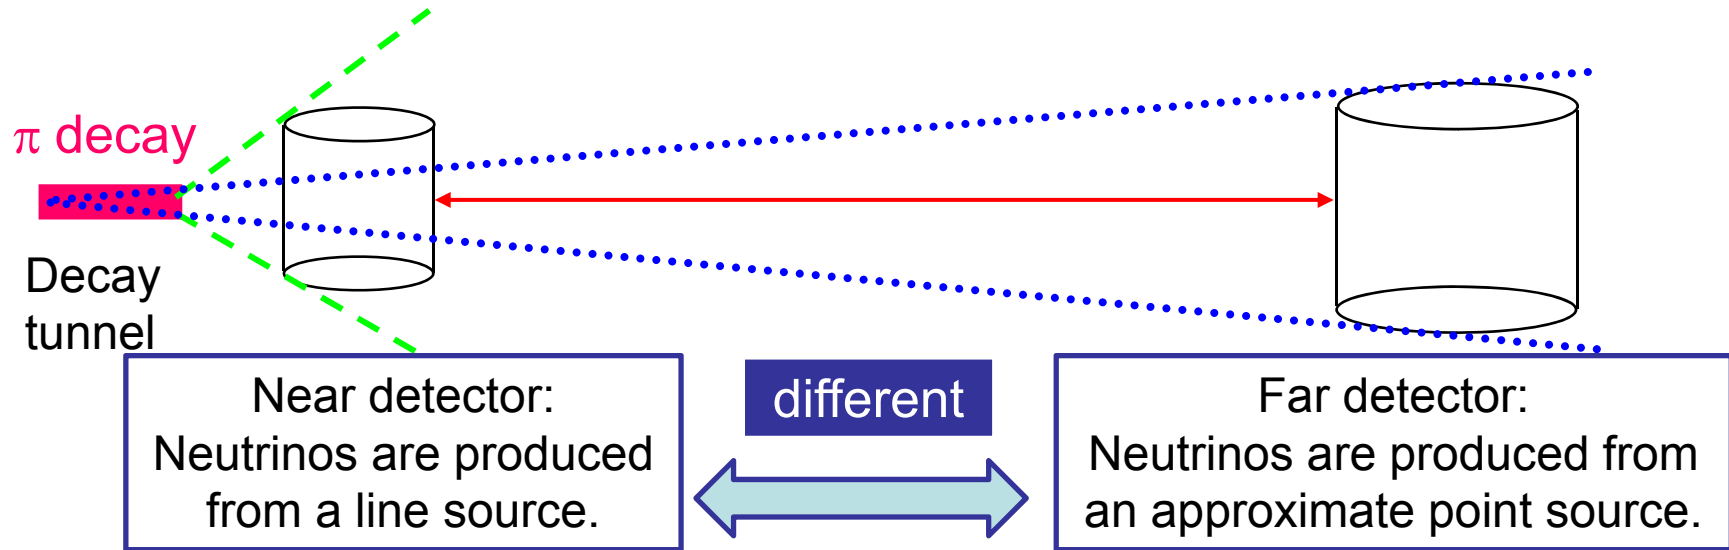 π decay
Decay
tunnel
Near detector:
Neutrinos are produced
from a line source.
different
Far detector:
Neutrinos are produced from
an approximate point source.